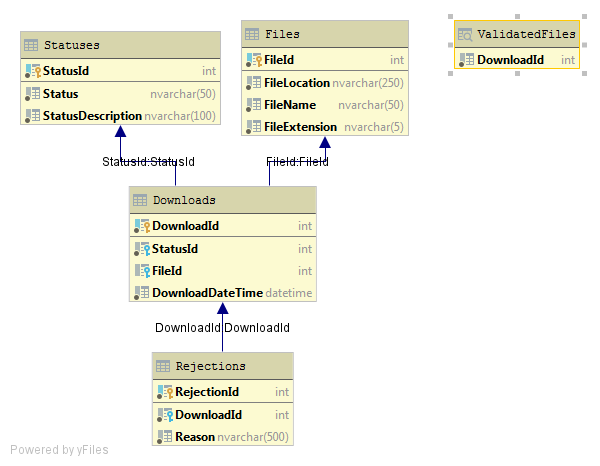 Statuses
StatusId int
Status nvarchar(50)
StatusDescription nvarchar(100)
Files
FileId int
FileLocation nvarchar(250)
FileName nvarchar(50)
FileExtension nvarchar(5)
ValidatedFiles
DownloadId int
StatusId:StatusId
FileId:FileId
Downloads
DownloadId int
StatusId int
FileId int
DownloadDateTime datetime
DownloadId DownloadId
Rejections
RejectionId int
DownloadId int
Reason nvarchar(500)
Powered by yFiles